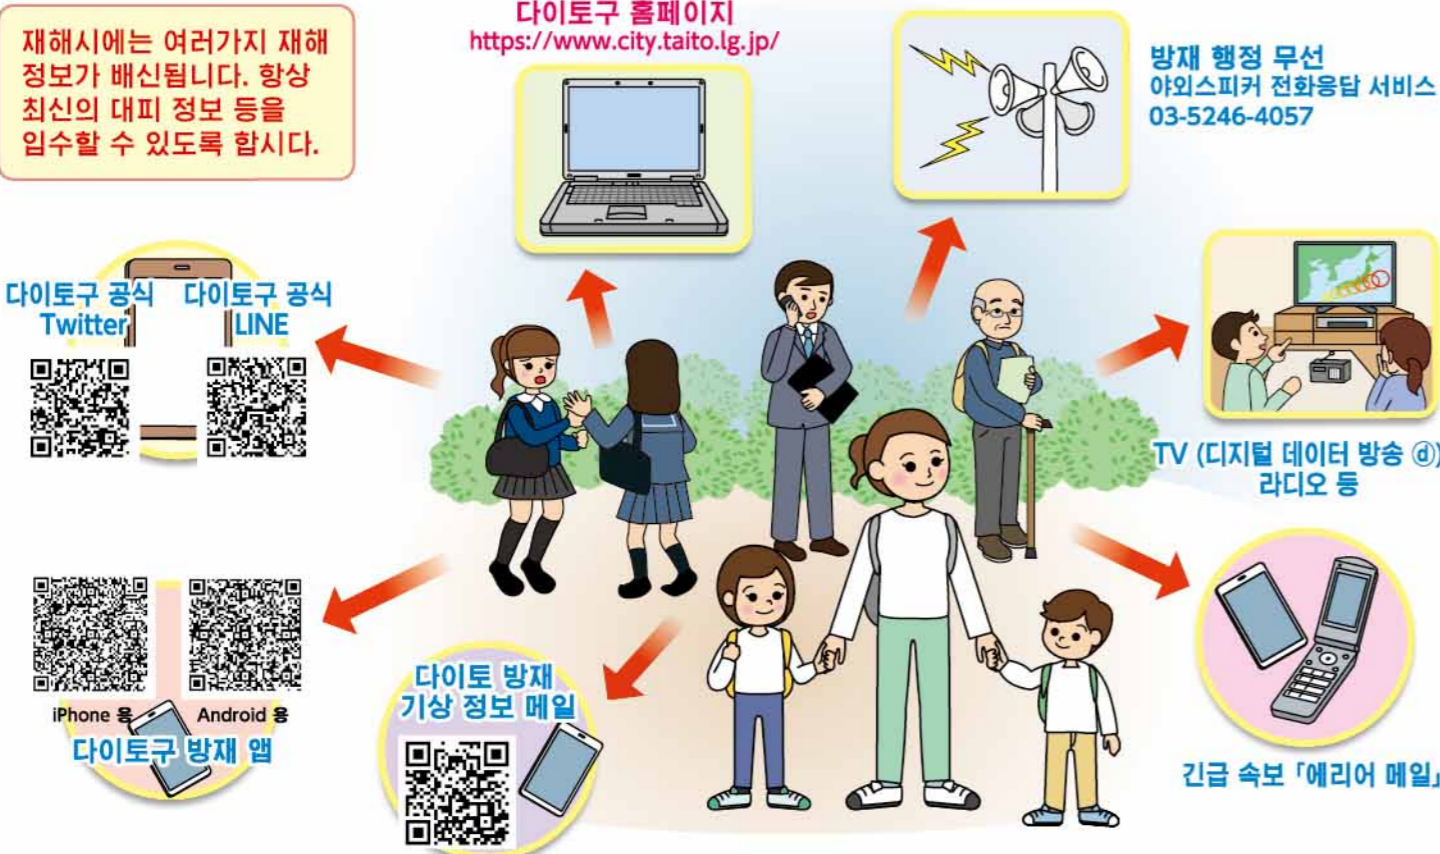 재해시에는 여러가지 재해
정보가 배신됩니다. 항상
최신의 대피 정보 등을
입수할 수 있도록 합시다.
다이토구 홈페이지
https://www.city.taito.lg.jp/
방재 행정 무선
야외스피커 전화응답 서비스
03-5246-4057
다이토구 공식
Twitter
다이토구 공식
LINE
TV (디지털 데이터 방송 ⓓ)
라디오 등
iPhone 용
Android 용
다이토구 방재 앱
다이토 방재
기상 정보 메일
긴급 속보 「에리어 메일」